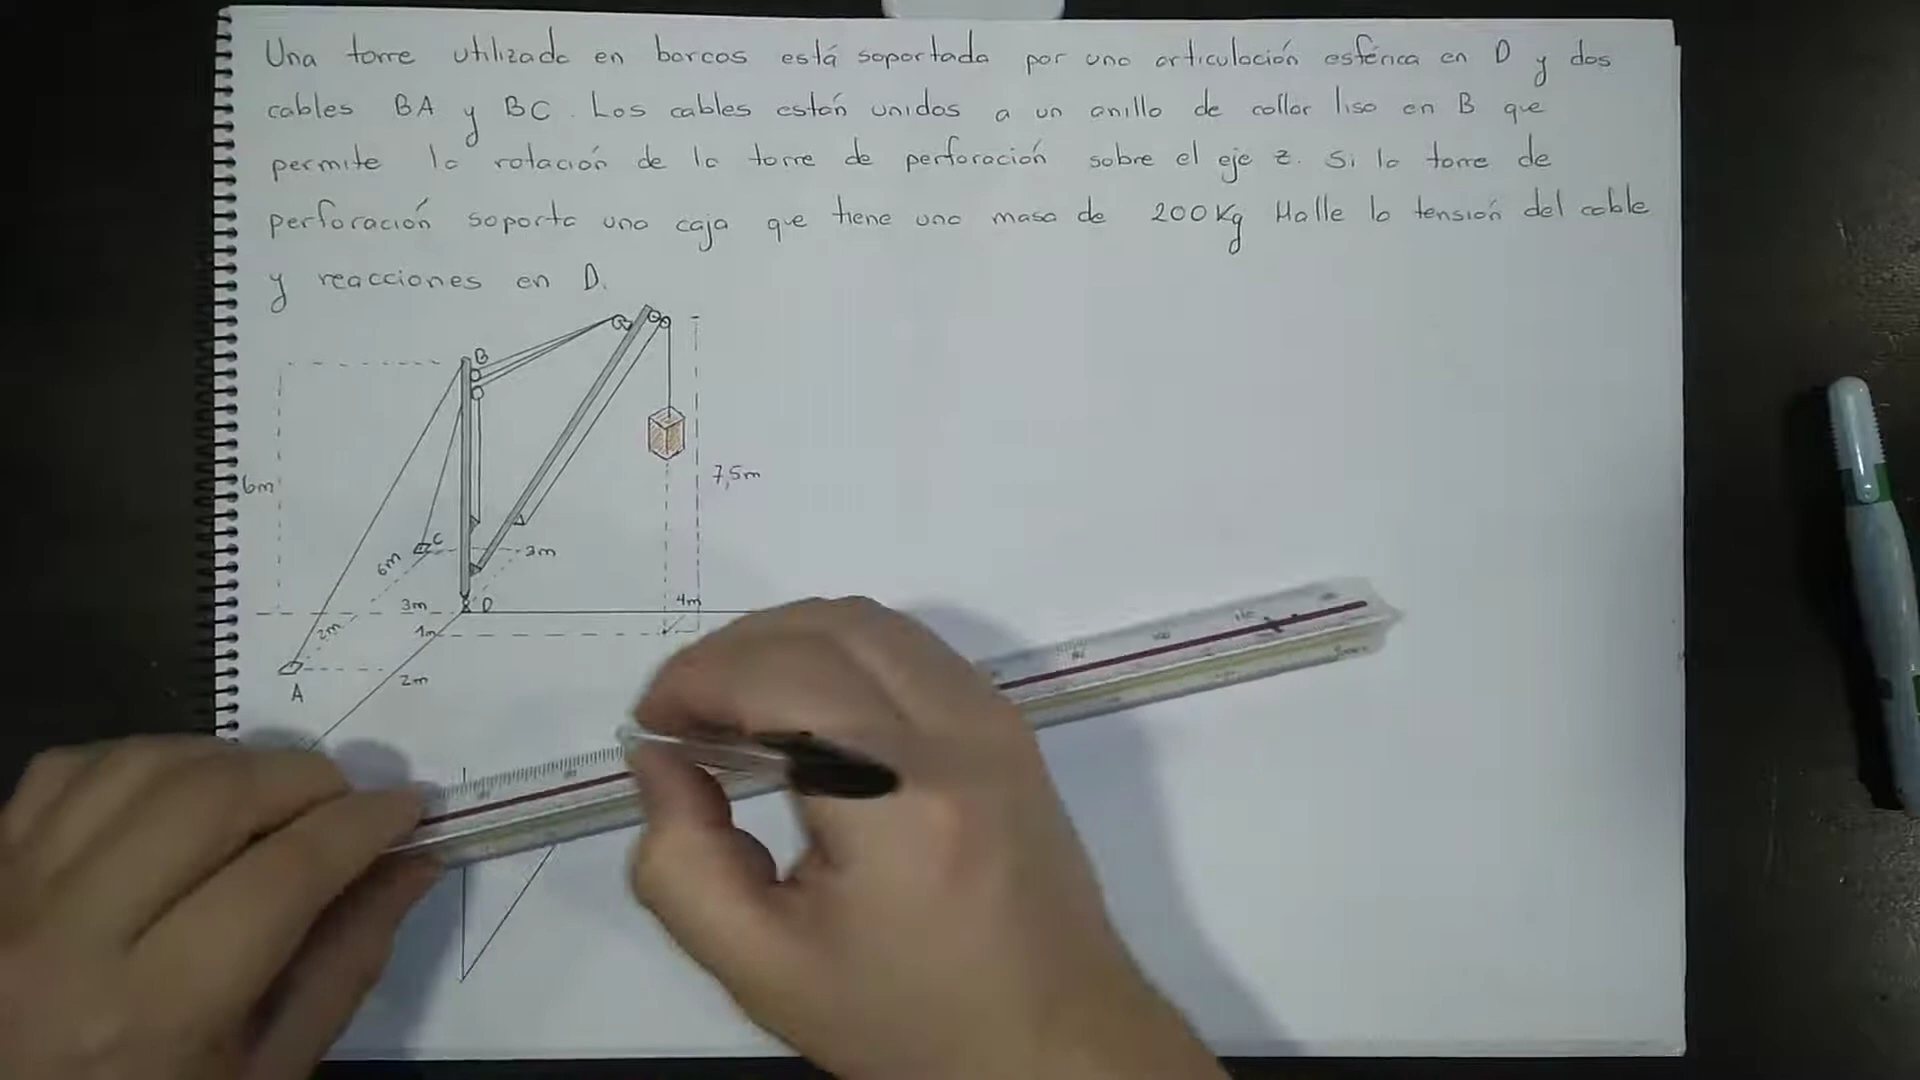 Una torre utilizada en barcos está soportada por una articulación esférica en D y dos
cables BA y BC. Los cables están unidos a un anillo de collar liso en B que
permite la rotación de la torre de perforación sobre el eje z. Si la torre de
perforación soporta una caja que tiene una masa de 200Kg Halle la tensión del cable
y reacciones en D.
B
6m
7,5m
C
6m
3m
3m
D
4m
2m
1m
2m
A